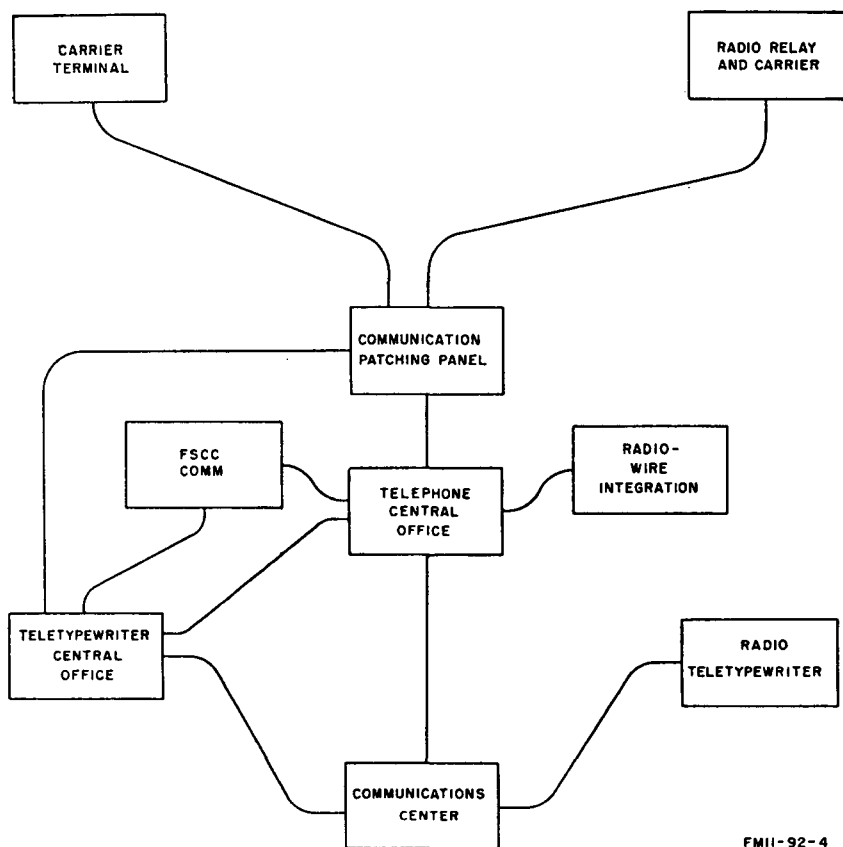 CARRIER
TERMINAL
RADIO RELAY
AND CARRIER
COMMUNICATION
PATCHING PANEL
FSCC
COMM
TELEPHONE
CENTRAL
OFFICE
RADIO-
WIRE
INTEGRATION
TELETYPEWRITER
CENTRAL
OFFICE
RADIO
TELETYPEWRITER
COMMUNICATIONS
CENTER
FM11-92-4